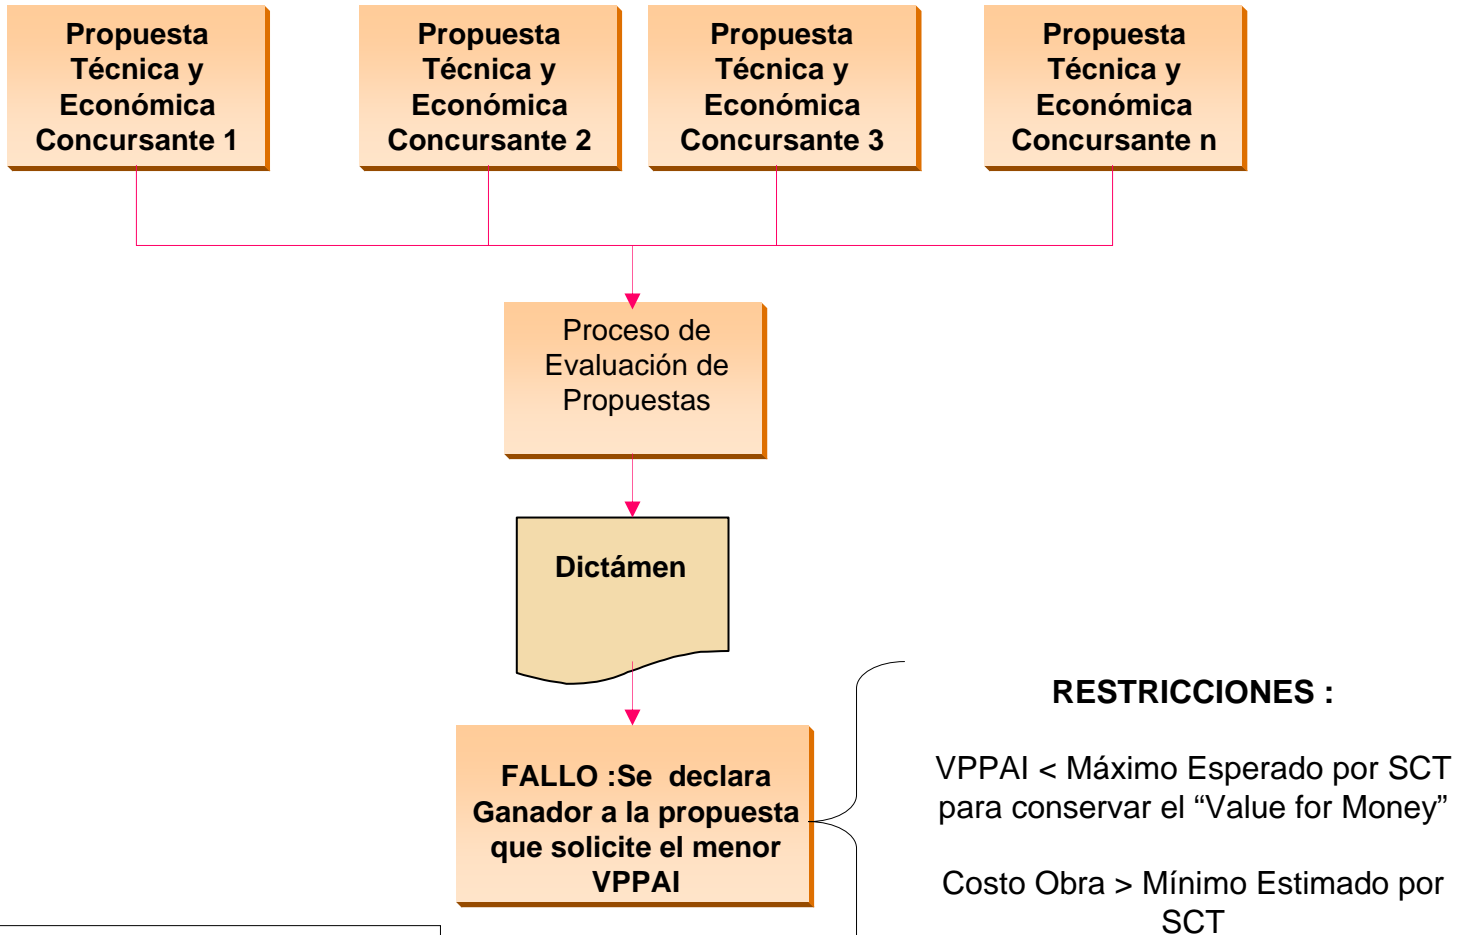 Propuesta
Técnica y
Económica
Concursante 1
Propuesta
Técnica y
Económica
Concursante 2
Propuesta
Técnica y
Económica
Concursante 3
Propuesta
Técnica y
Económica
Concursante n
Proceso de
Evaluación de
Propuestas
Dictámen
FALLO :Se declara
Ganador a la propuesta
que solicite el menor
VPPAI
RESTRICCIONES :
VPPAI < Máximo Esperado por SCT
para conservar el “Value for Money”
Costo Obra > Mínimo Estimado por
SCT